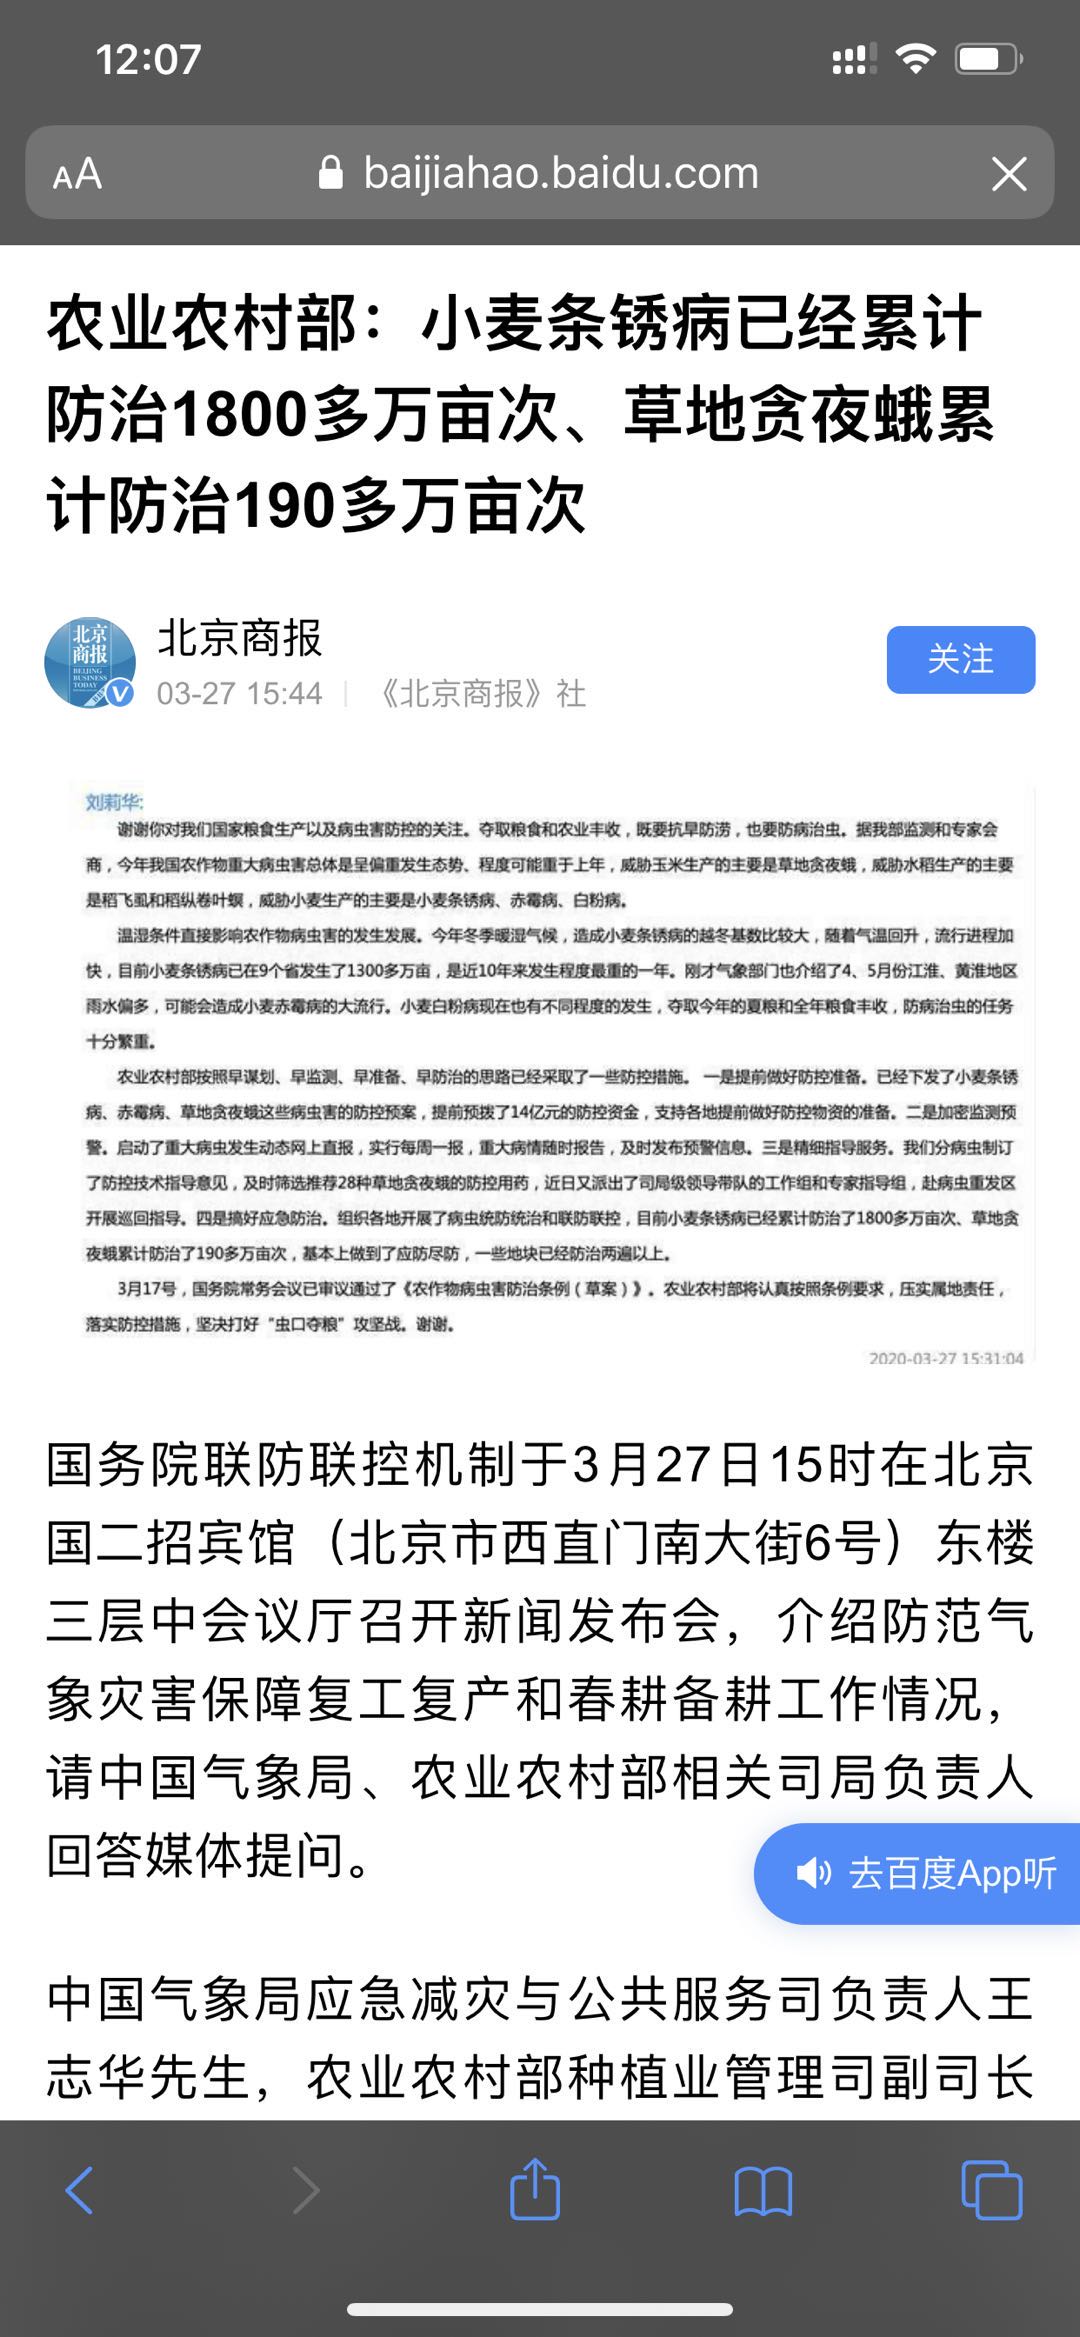 12:07
AA
baijiahao.baidu.com
农业农村部：小麦条锈病已经累计
防治1800多万亩次、草地贪夜蛾累
计防治190多万亩次
北京
商报
BEIJING
BUSINESS
TODAY
V
北京商报
03-27 15:44
《北京商报》社
关注
刘莉华:
谢谢你对我们国家粮食生产以及病虫害防控的关注。夺取粮食和农业丰收，既要抗旱防涝，也要防病治虫。据我部监测和专家会
商，今年我国农作物重大病虫害总体是呈偏重发生态势、程度可能重于上年，威胁玉米生产的主要是草地贪夜蛾，威胁水稻生产的主要
是稻飞虱和稻纵卷叶螟，威胁小麦生产的主要是小麦条锈病、赤霉病、白粉病。
温湿条件直接影响农作物病虫害的发生发展。今年冬季暖湿气候，造成小麦条锈病的越冬基数比较大，随着气温回升，流行进程加
快，目前小麦条锈病已在9个省发生了1300多万亩，是近10年来发生程度最重的一年。刚才气象部门也介绍了4、5月份江淮、黄淮地区
雨水偏多，可能会造成小麦赤霉病的大流行。小麦白粉病现在也有不同程度的发生，夺取今年的夏粮和全年粮食丰收，防病治虫的任务
十分繁重。
农业农村部按照早谋划、早监测、早准备、早防治的思路已经采取了一些防控措施。 一是提前做好防控准备。已经下发了小麦条锈
病、赤霉病、草地贪夜蛾这些病虫害的防控预案，提前预拨了14亿元的防控资金，支持各地提前做好防控物资的准备。二是加密监测预
警。启动了重大病虫发生动态网上直报，实行每周一报，重大病情随时报告，及时发布预警信息。三是精细指导服务。我们分病虫制订
了防控技术指导意见，及时筛选推荐28种草地贪夜蛾的防控用药，近日又派出了司局级领导带队的工作组和专家指导组，赴病虫重发区
开展巡回指导。四是搞好应急防治。组织各地开展了病虫统防统治和联防联控，目前小麦条锈病已经累计防治了1800多万亩次、草地贪
夜蛾累计防治了190多万亩次，基本上做到了应防尽防，一些地块已经防治两遍以上。
3月17号，国务院常务会议已审议通过了《农作物病虫害防治条例（草案）》。农业农村部将认真按照条例要求，压实属地责任，
落实防控措施，坚决打好“虫口夺粮”攻坚战。谢谢。
2020-03-27 15:31:04
国务院联防联控机制于3月27日15时在北京
国二招宾馆（北京市西直门南大街6号）东楼
三层中会议厅召开新闻发布会，介绍防范气
象灾害保障复工复产和春耕备耕工作情况，
请中国气象局、农业农村部相关司局负责人
回答媒体提问。
去百度App听
中国气象局应急减灾与公共服务司负责人王
志华先生，农业农村部种植业管理司副司长